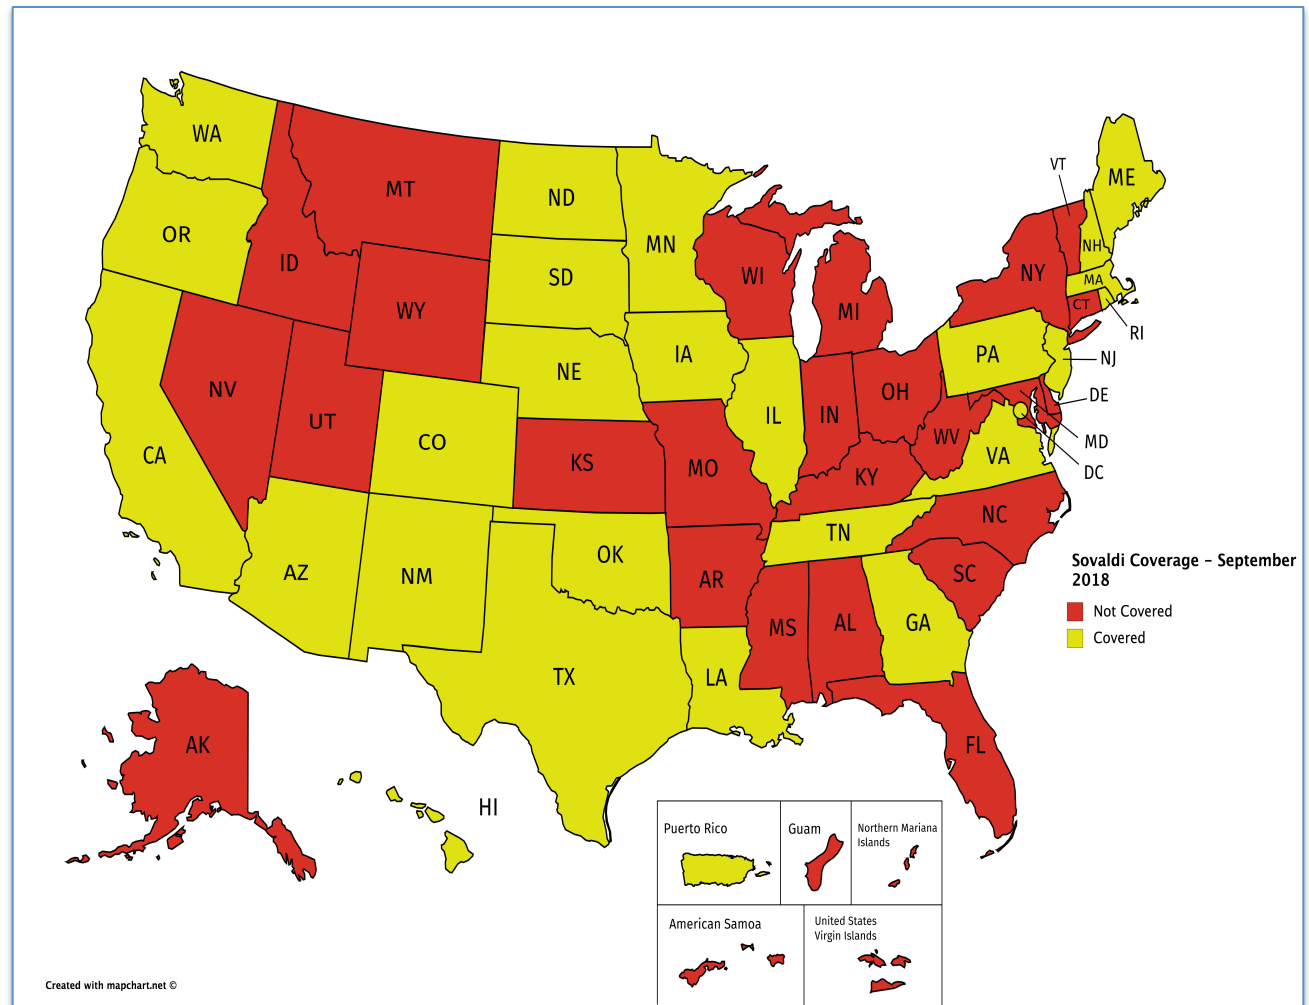 WA
MT
ND
MN
VT
ME
OR
ID
SD
WI
NY
NH
MA
CT
RI
WY
MI
NV
UT
NE
IA
PA
NJ
CA
CO
KS
MO
IL
IN
OH
WV
VA
DE
MD
DC
KY
AZ
NM
OK
AR
TN
NC
SC
MS
AL
GA
TX
LA
FL
AK
HI
Sovaldi Coverage – September
2018
Not Covered
Covered
Puerto Rico
Guam
Northern Mariana
Islands
American Samoa
United States
Virgin Islands
Created with mapchart.net ©